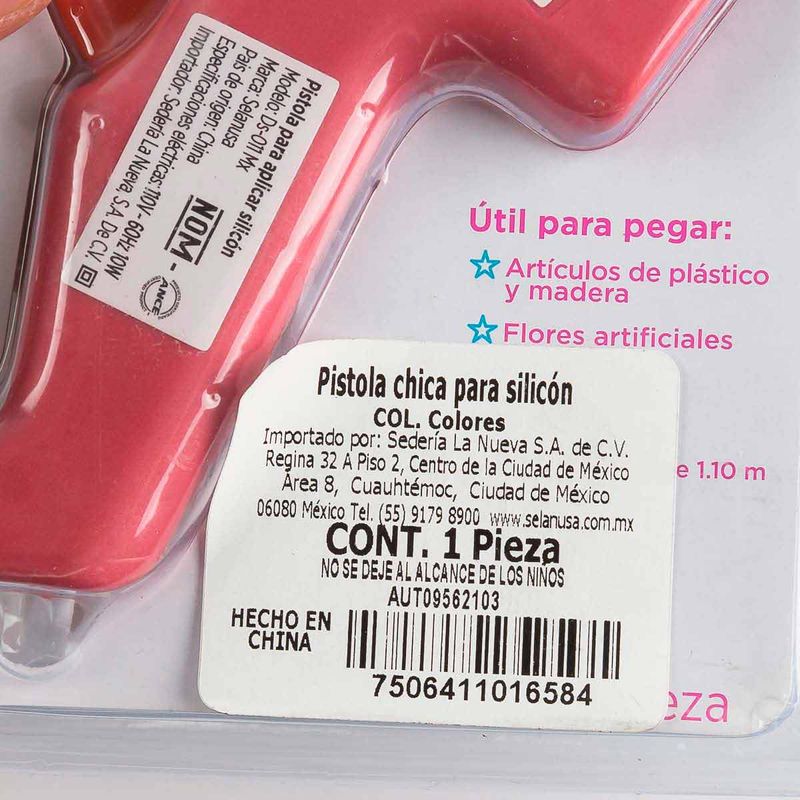 Pistola para aplicar silicón
Modelo: Ds-011 Mx
Marca: Selanusa
País de origen: China
Especificaciones eléctricas: 110V~ 60HZ 10W
Importador: Sedería La Nueva, S.A. De C.V.
NOM - ANCE
Útil para pegar:
Artículos de plástico
y madera
Flores artificiales
e 1.10 m
eza
Pistola chica para silicón
COL. Colores
Importado por: Sedería La Nueva S.A. de C.V.
Regina 32 A Piso 2, Centro de la Ciudad de México
Área 8, Cuauhtémoc, Ciudad de México
06080 México Tel. (55) 9179 8900 www.selanusa.com.mx
CONT. 1 Pieza
NO SE DEJE AL ALCANCE DE LOS NIÑOS
AUT09562103
HECHO EN
CHINA
7506411016584